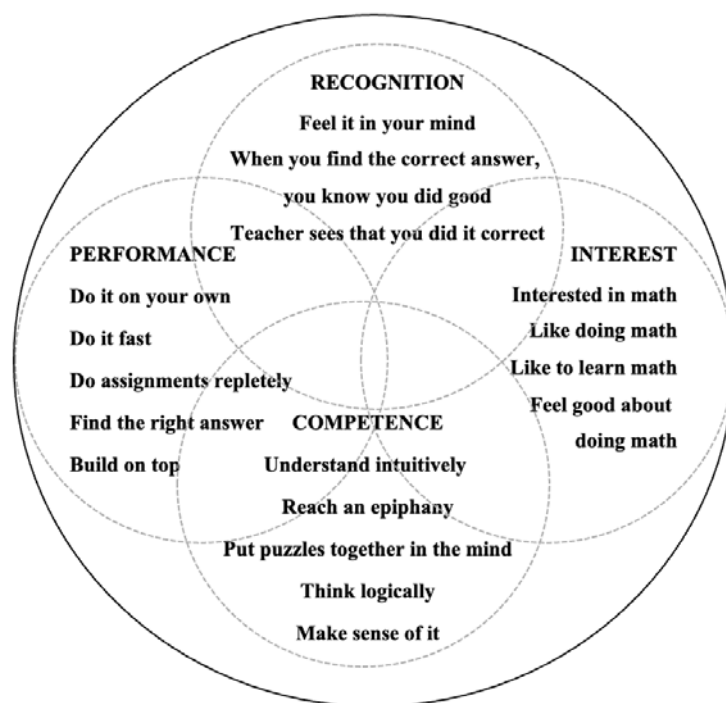 RECOGNITION
Feel it in your mind
When you find the correct answer,
you know you did good
Teacher sees that you did it correct
PERFORMANCE
Do it on your own
Do it fast
Do assignments repletely
Find the right answer
Build on top
INTEREST
Interested in math
Like doing math
Like to learn math
Feel good about
doing math
COMPETENCE
Understand intuitively
Reach an epiphany
Put puzzles together in the mind
Think logically
Make sense of it